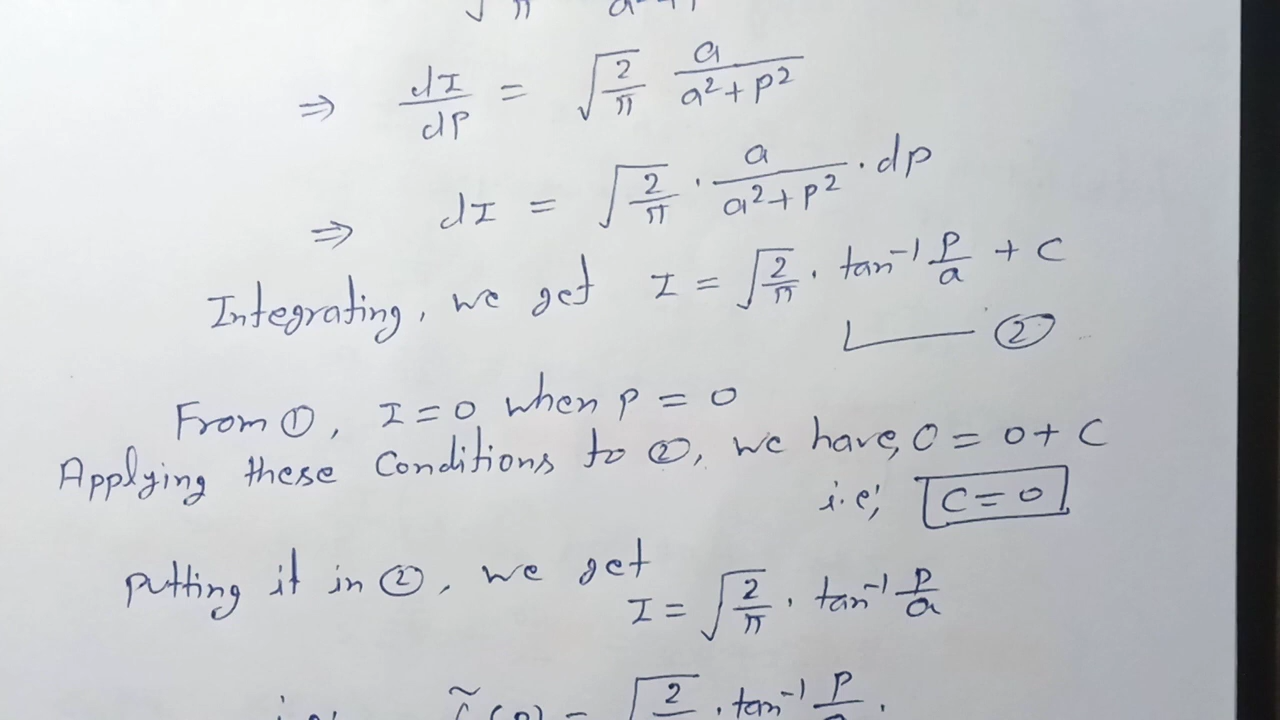 ⇒ dI/dP = √(2/π) a/(a²+p²)
⇒ dI = √(2/π) · a/(a²+p²) · dp
Integrating, we get I = √(2/π) · tan⁻¹ p/a + C
②
From ①, I = 0 when p = 0
Applying these Conditions to ②, we have, 0 = 0 + C
i.e; C = 0
putting it in ②, we get
I = √(2/π) · tan⁻¹ p/a